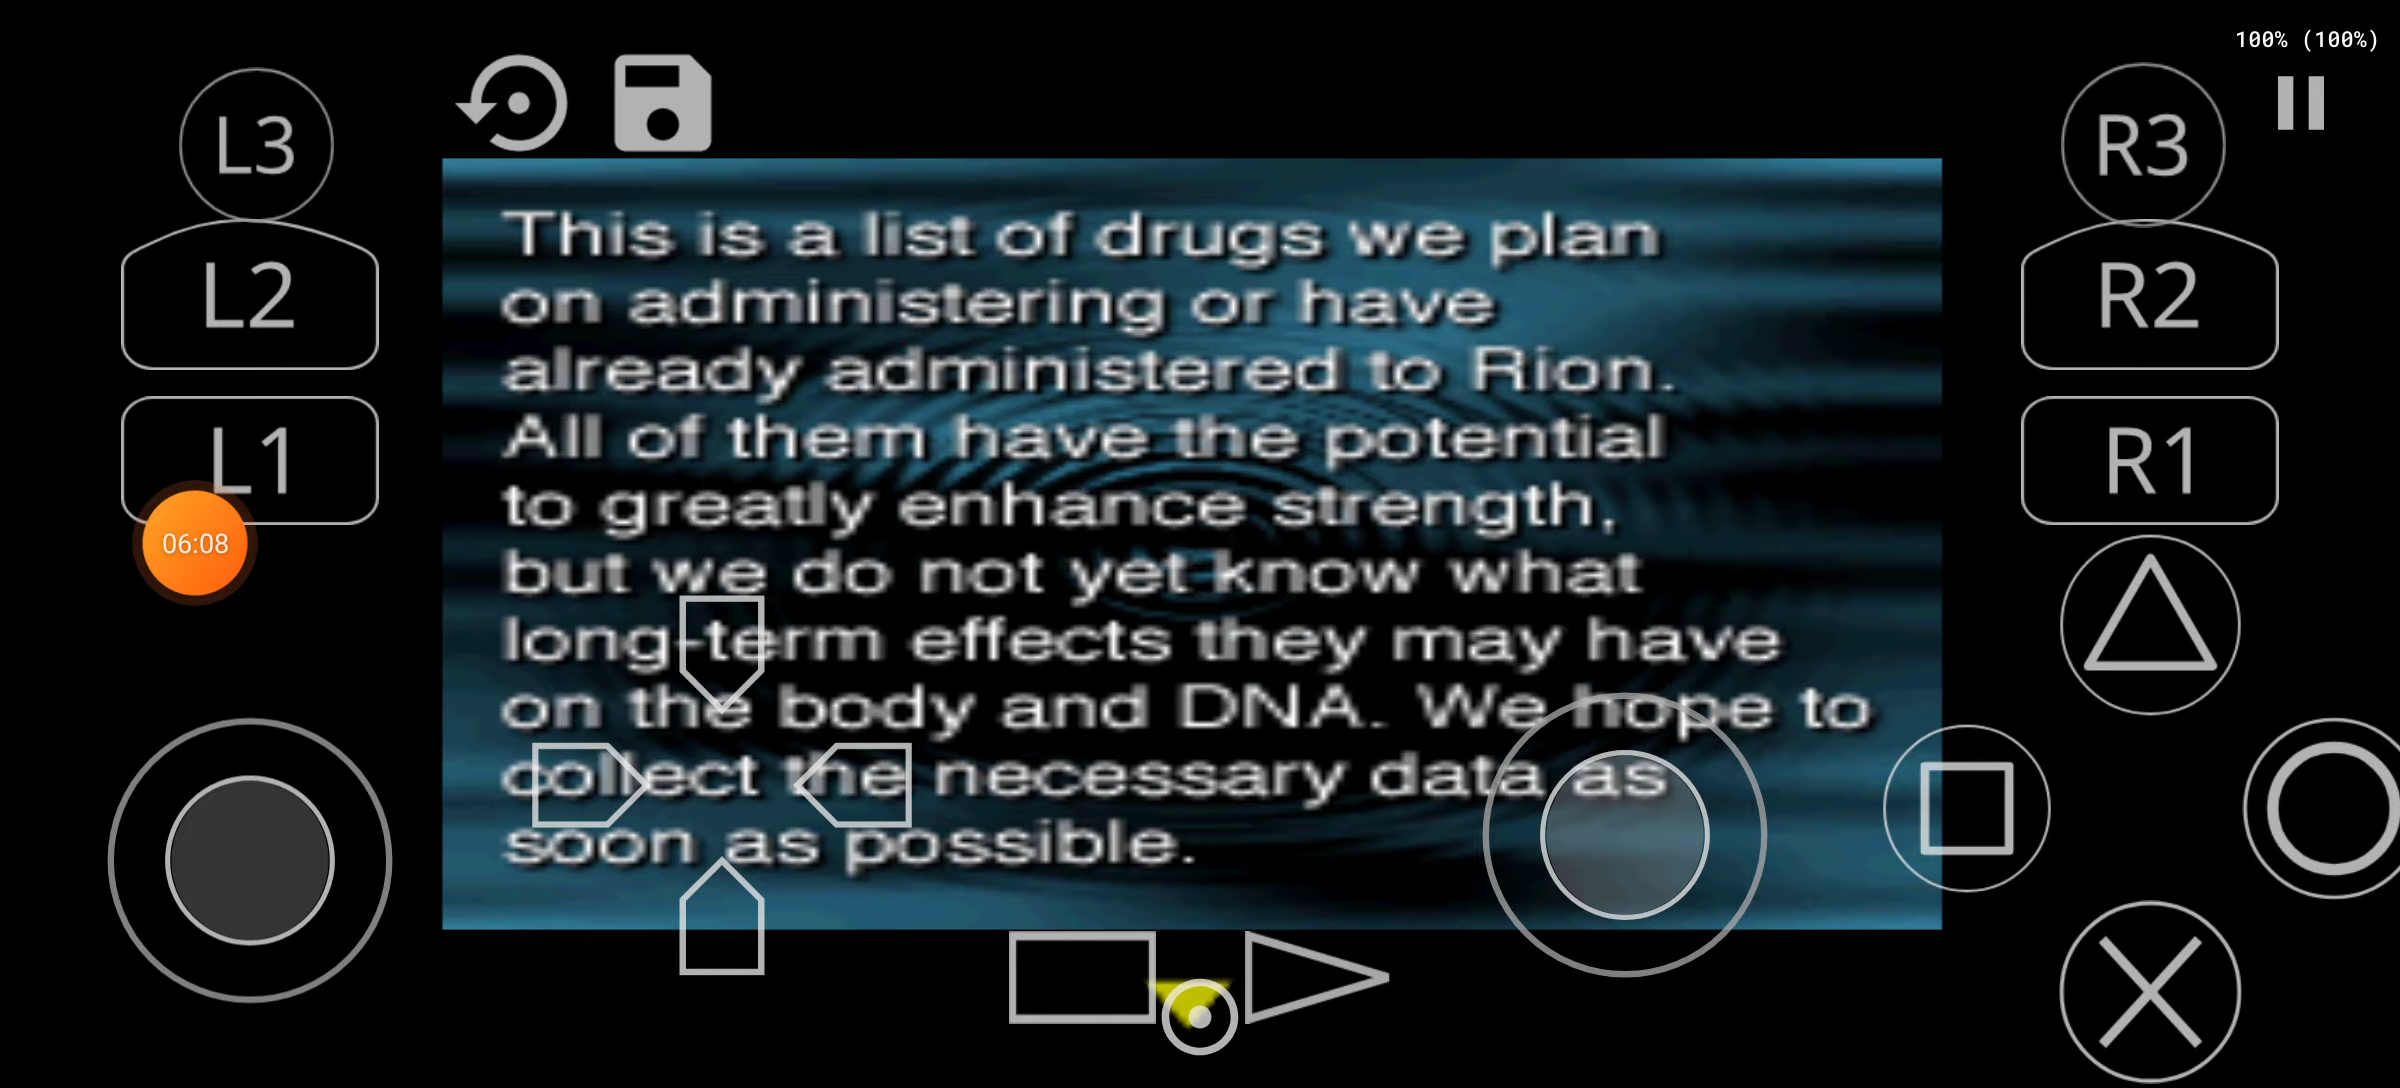 100% (100%)
L3
R3
This is a list of drugs we plan
on administering or have
already administered to Rion.
All of them have the potential
to greatly enhance strength,
but we do not yet know what
long-term effects they may have
on the body and DNA. We hope to
collect the necessary data as
soon as possible.
L2
R2
L1
R1
06:08